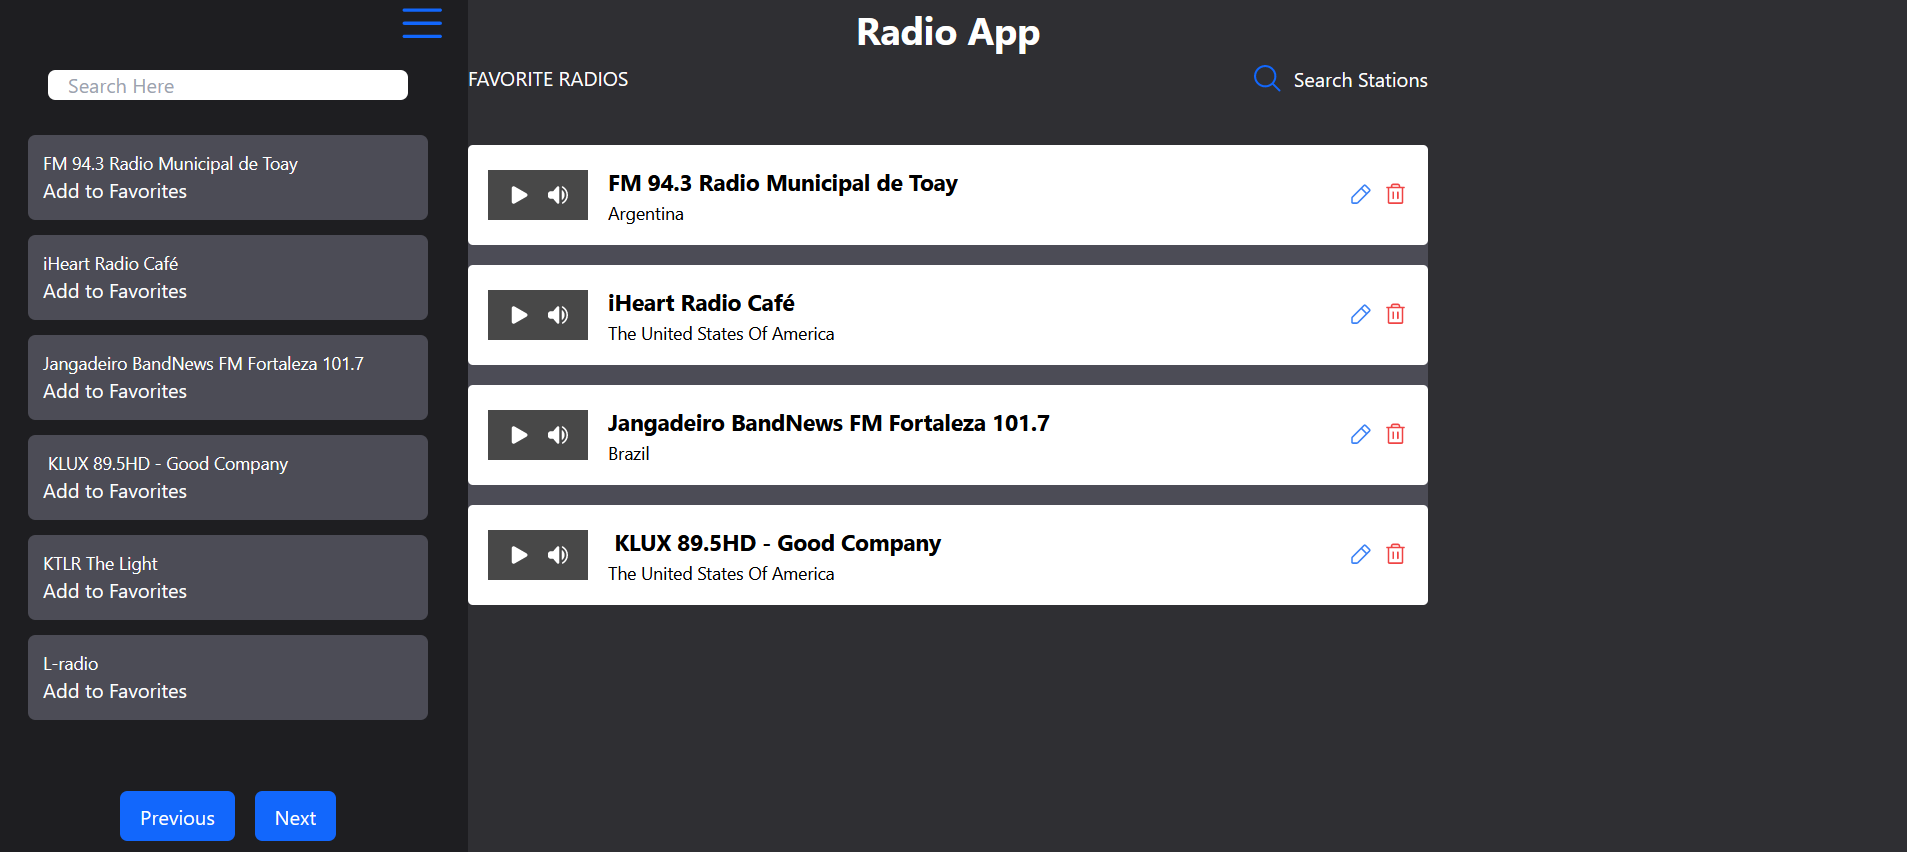 Search Here
FM 94.3 Radio Municipal de Toay
Add to Favorites
iHeart Radio Café
Add to Favorites
Jangadeiro BandNews FM Fortaleza 101.7
Add to Favorites
KLUX 89.5HD - Good Company
Add to Favorites
KTLR The Light
Add to Favorites
L-radio
Add to Favorites
Previous
Next
Radio App
FAVORITE RADIOS
Search Stations
FM 94.3 Radio Municipal de Toay
Argentina
iHeart Radio Café
The United States Of America
Jangadeiro BandNews FM Fortaleza 101.7
Brazil
KLUX 89.5HD - Good Company
The United States Of America